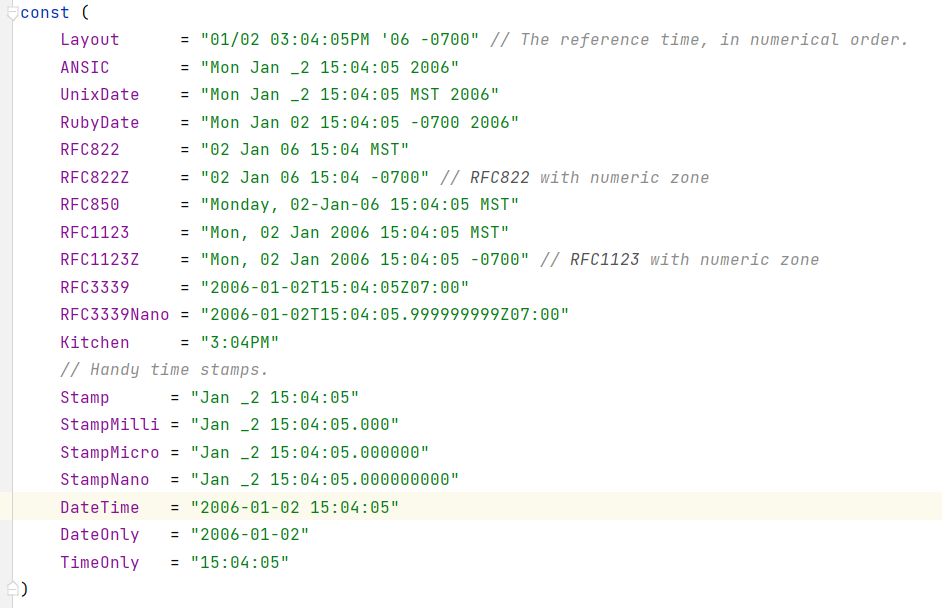 const (
    Layout      = "01/02 03:04:05PM '06 -0700" // The reference time, in numerical order.
    ANSIC       = "Mon Jan _2 15:04:05 2006"
    UnixDate    = "Mon Jan _2 15:04:05 MST 2006"
    RubyDate    = "Mon Jan 02 15:04:05 -0700 2006"
    RFC822      = "02 Jan 06 15:04 MST"
    RFC822Z     = "02 Jan 06 15:04 -0700" // RFC822 with numeric zone
    RFC850      = "Monday, 02-Jan-06 15:04:05 MST"
    RFC1123     = "Mon, 02 Jan 2006 15:04:05 MST"
    RFC1123Z    = "Mon, 02 Jan 2006 15:04:05 -0700" // RFC1123 with numeric zone
    RFC3339     = "2006-01-02T15:04:05Z07:00"
    RFC3339Nano = "2006-01-02T15:04:05.999999999Z07:00"
    Kitchen     = "3:04PM"
    // Handy time stamps.
    Stamp      = "Jan _2 15:04:05"
    StampMilli = "Jan _2 15:04:05.000"
    StampMicro = "Jan _2 15:04:05.000000"
    StampNano  = "Jan _2 15:04:05.000000000"
    DateTime   = "2006-01-02 15:04:05"
    DateOnly   = "2006-01-02"
    TimeOnly   = "15:04:05"
)